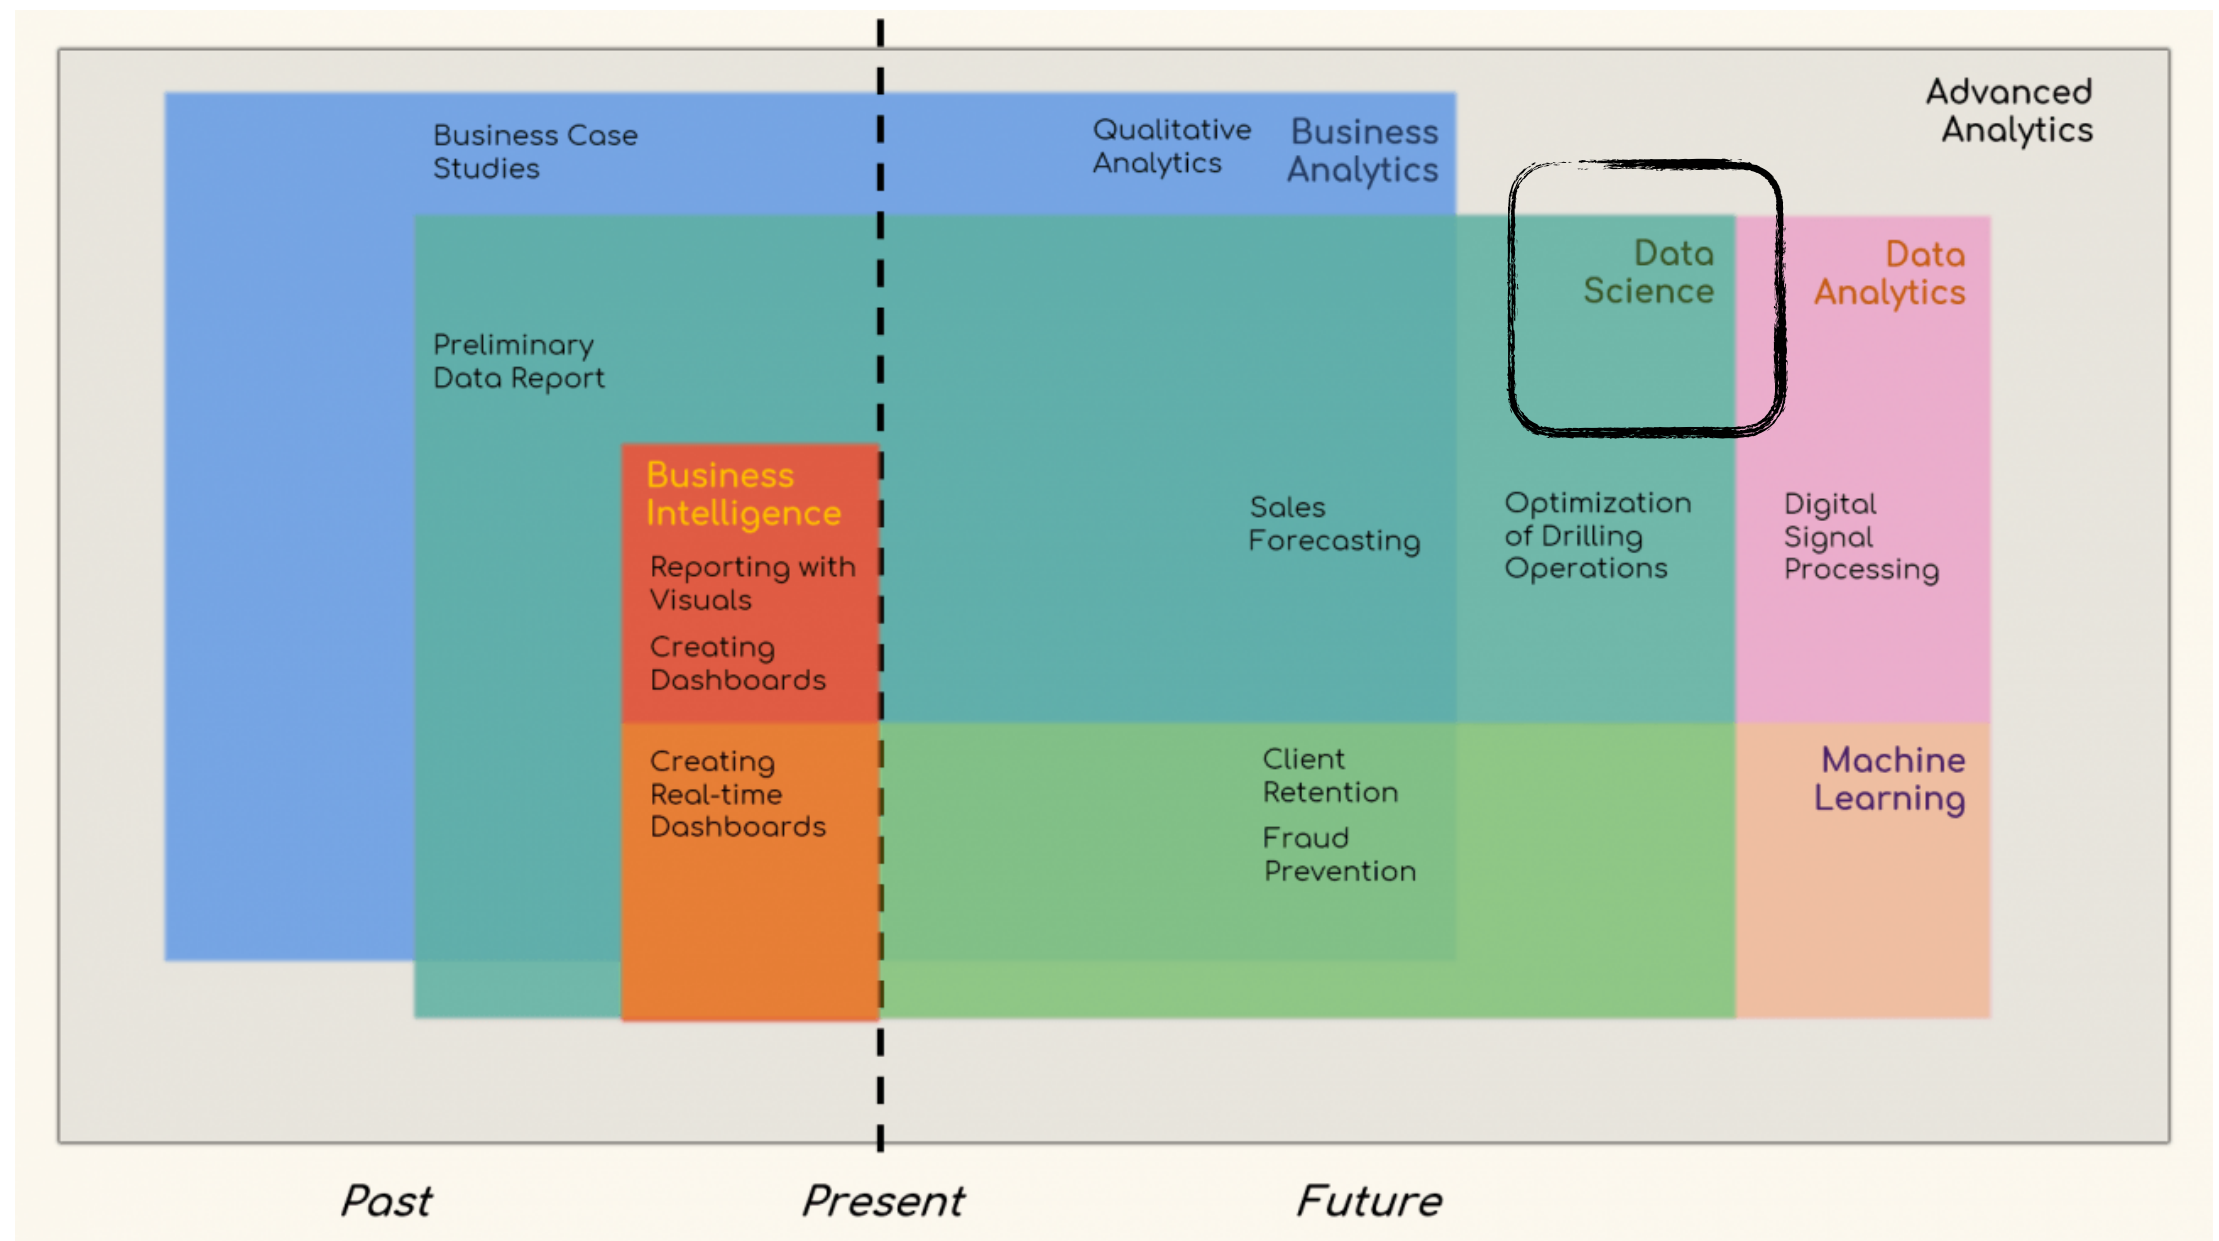 Advanced
Analytics
Business Case
Studies
Qualitative
Analytics
Business
Analytics
Data
Science
Data
Analytics
Preliminary
Data Report
Business
Intelligence
Reporting with
Visuals
Creating
Dashboards
Sales
Forecasting
Optimization
of Drilling
Operations
Digital
Signal
Processing
Creating
Real-time
Dashboards
Client
Retention
Fraud
Prevention
Machine
Learning
Past
Present
Future